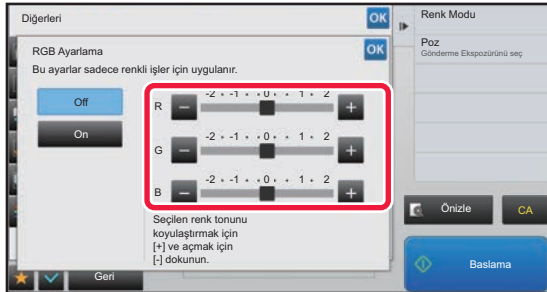 Diğerleri
OK
RGB Ayarlama
OK
Bu ayarlar sadece renkli işler için uygulanır.
Off
On
R
-2 • -1 • • 0 • • 1 • 2
G
-2 • -1 • • 0 • • 1 • 2
B
-2 • -1 • • 0 • • 1 • 2
Seçilen renk tonunu
koyulaştırmak için
[+] ve açmak için
[-] dokunun.
Geri
Renk Modu
Poz
Gönderme Ekspozürünü seç
Önizle
CA
Baslama